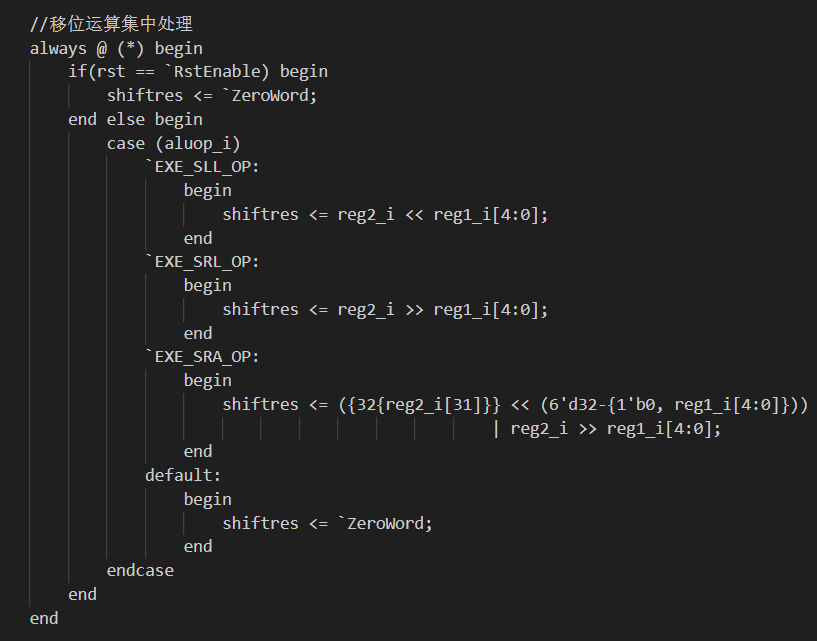 //移位运算集中处理
always @ (*) begin
if(rst == `RstEnable) begin
shiftres <= `ZeroWord;
end else begin
case (aluop_i)
`EXE_SLL_OP:
begin
shiftres <= reg2_i << reg1_i[4:0];
end
`EXE_SRL_OP:
begin
shiftres <= reg2_i >> reg1_i[4:0];
end
`EXE_SRA_OP:
begin
shiftres <= ({32{reg2_i[31]}} << (6'd32-{1'b0, reg1_i[4:0]}))
| reg2_i >> reg1_i[4:0];
end
default:
begin
shiftres <= `ZeroWord;
end
endcase
end
end